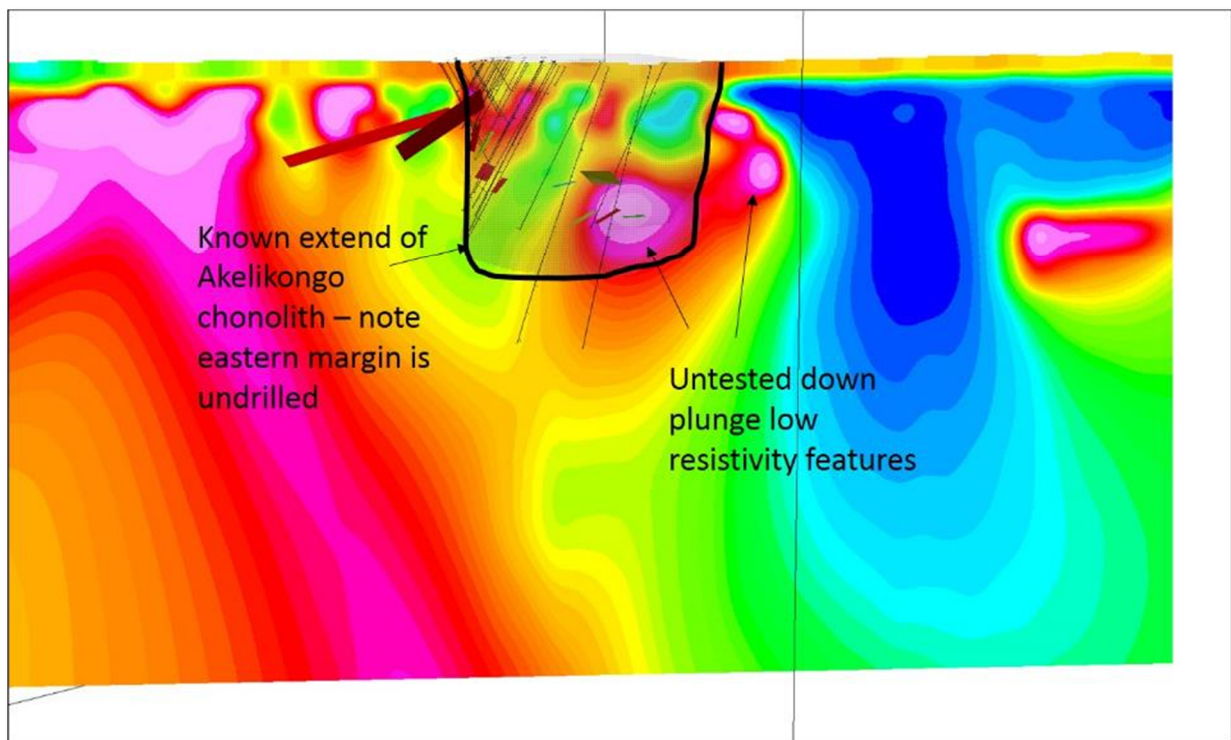 Known extend of
Akelikongo
chonolith – note
eastern margin is
undrilled
Untested down
plunge low
resistivity features